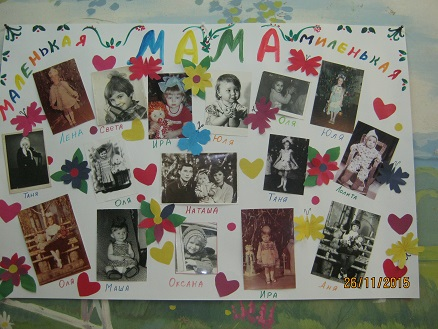 МАЛЕНЬКАЯ МАМА МИЛЕНЬКАЯ
ЛЕНА СВЕТА ИРА ЮЛЯ ОЛЯ ЮЛЯ
ТАНЯ ОЛЯ НАТАША ТАНЯ ЛОЛИТА
ОЛЯ МАША ОКСАНА ИРА АНЯ
26/11/2015